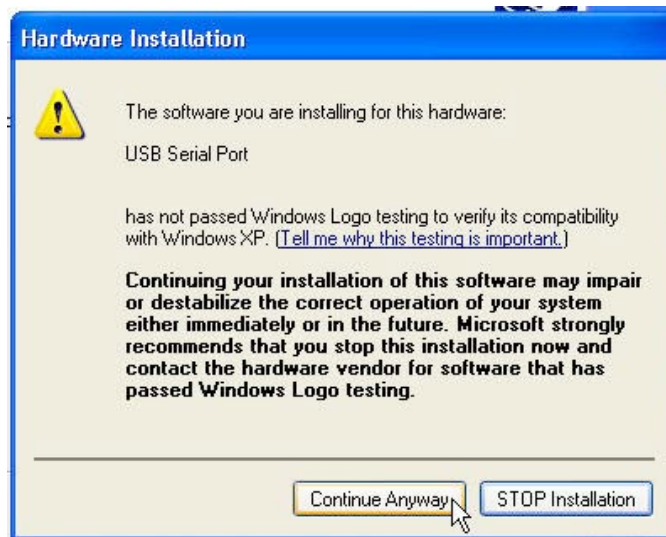 Hardware Installation
The software you are installing for this hardware:
USB Serial Port
has not passed Windows Logo testing to verify its compatibility
with Windows XP. (Tell me why this testing is important.)
Continuing your installation of this software may impair
or destabilize the correct operation of your system
either immediately or in the future. Microsoft strongly
recommends that you stop this installation now and
contact the hardware vendor for software that has
passed Windows Logo testing.
Continue Anyway
STOP Installation